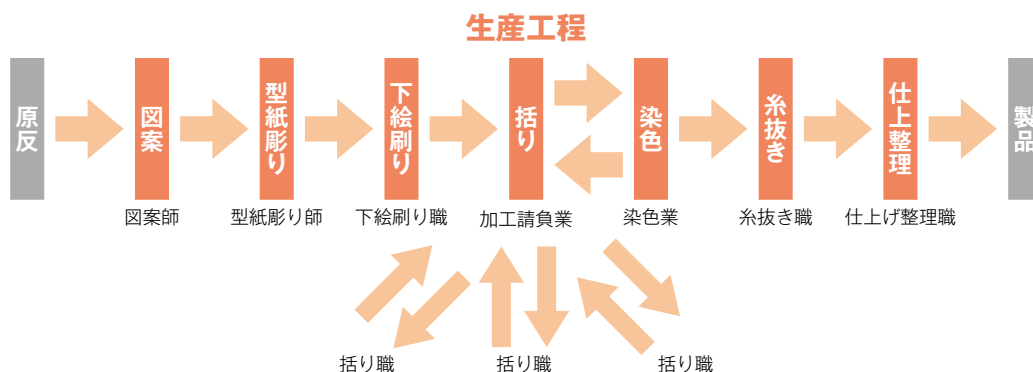 生産工程
原反
図案
型紙彫り
下絵刷り
括り
染色
糸抜き
仕上整理
製品
図案師
型紙彫り師
下絵刷り職
加工請負業
染色業
糸抜き職
仕上げ整理職
括り職
括り職
括り職